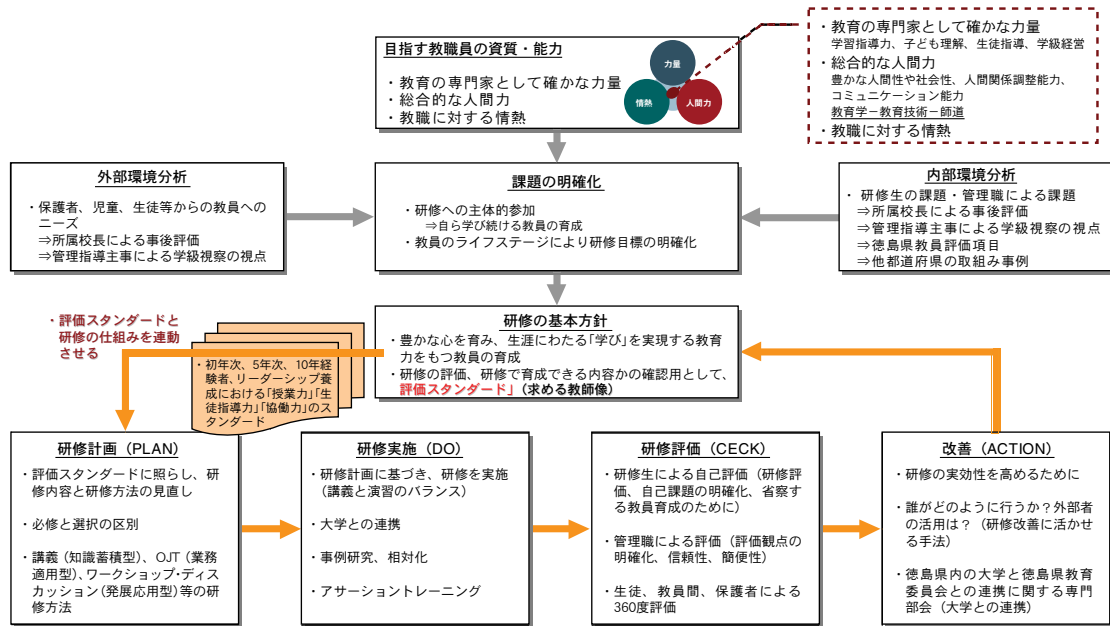 目指す教職員の資質・能力
・教育の専門家として確かな力量
・総合的な人間力
・教職に対する情熱
力量
情熱
人間力
・教育の専門家として確かな力量
学習指導力、子ども理解、生徒指導、学級経営
・総合的な人間力
豊かな人間性や社会性、人間関係調整能力、
コミュニケーション能力
教育学－教育技術－師道
・教職に対する情熱
外部環境分析
・保護者、児童、生徒等からの教員への
ニーズ
⇒所属校長による事後評価
⇒管理指導主事による学級視察の視点
課題の明確化
・研修への主体的参加
⇒自ら学び続ける教員の育成
・教員のライフステージにより研修目標の明確化
内部環境分析
・ 研修生の課題・管理職による課題
⇒所属校長による事後評価
⇒管理指導主事による学級視察の視点
⇒徳島県教員評価項目
⇒他都道府県の取組み事例
・評価スタンダードと
研修の仕組みを連動
させる
・初年次、5年次、10年経
験者、リーダーシップ養
成における「授業力」「生
徒指導力」「協働力」のス
タンダード
研修の基本方針
・豊かな心を育み、生涯にわたる「学び」を実現する教育
力をもつ教員の育成
・研修の評価、研修で育成できる内容かの確認用として、
評価スタンダード」（求める教師像）
研修計画（PLAN）
・評価スタンダードに照らし、研
修内容と研修方法の見直し
・必修と選択の区別
・講義（知識蓄積型）、OJT（業務
適用型）、ワークショップ・ディス
カッション（発展応用型）等の研
修方法
研修実施（DO）
・研修計画に基づき、研修を実施
（講義と演習のバランス）
・大学との連携
・事例研究、相対化
・アサーショントレーニング
研修評価（CECK）
・研修生による自己評価（研修評
価、自己課題の明確化、省察する
教員育成のために）
・管理職による評価（評価観点の
明確化、信頼性、簡便性）
・生徒、教員間、保護者による
360度評価
改善（ACTION）
・研修の実効性を高めるために
・誰がどのように行うか？外部者
の活用は？（研修改善に活かせ
る手法）
・徳島県内の大学と徳島県教育
委員会との連携に関する専門
部会（大学との連携）